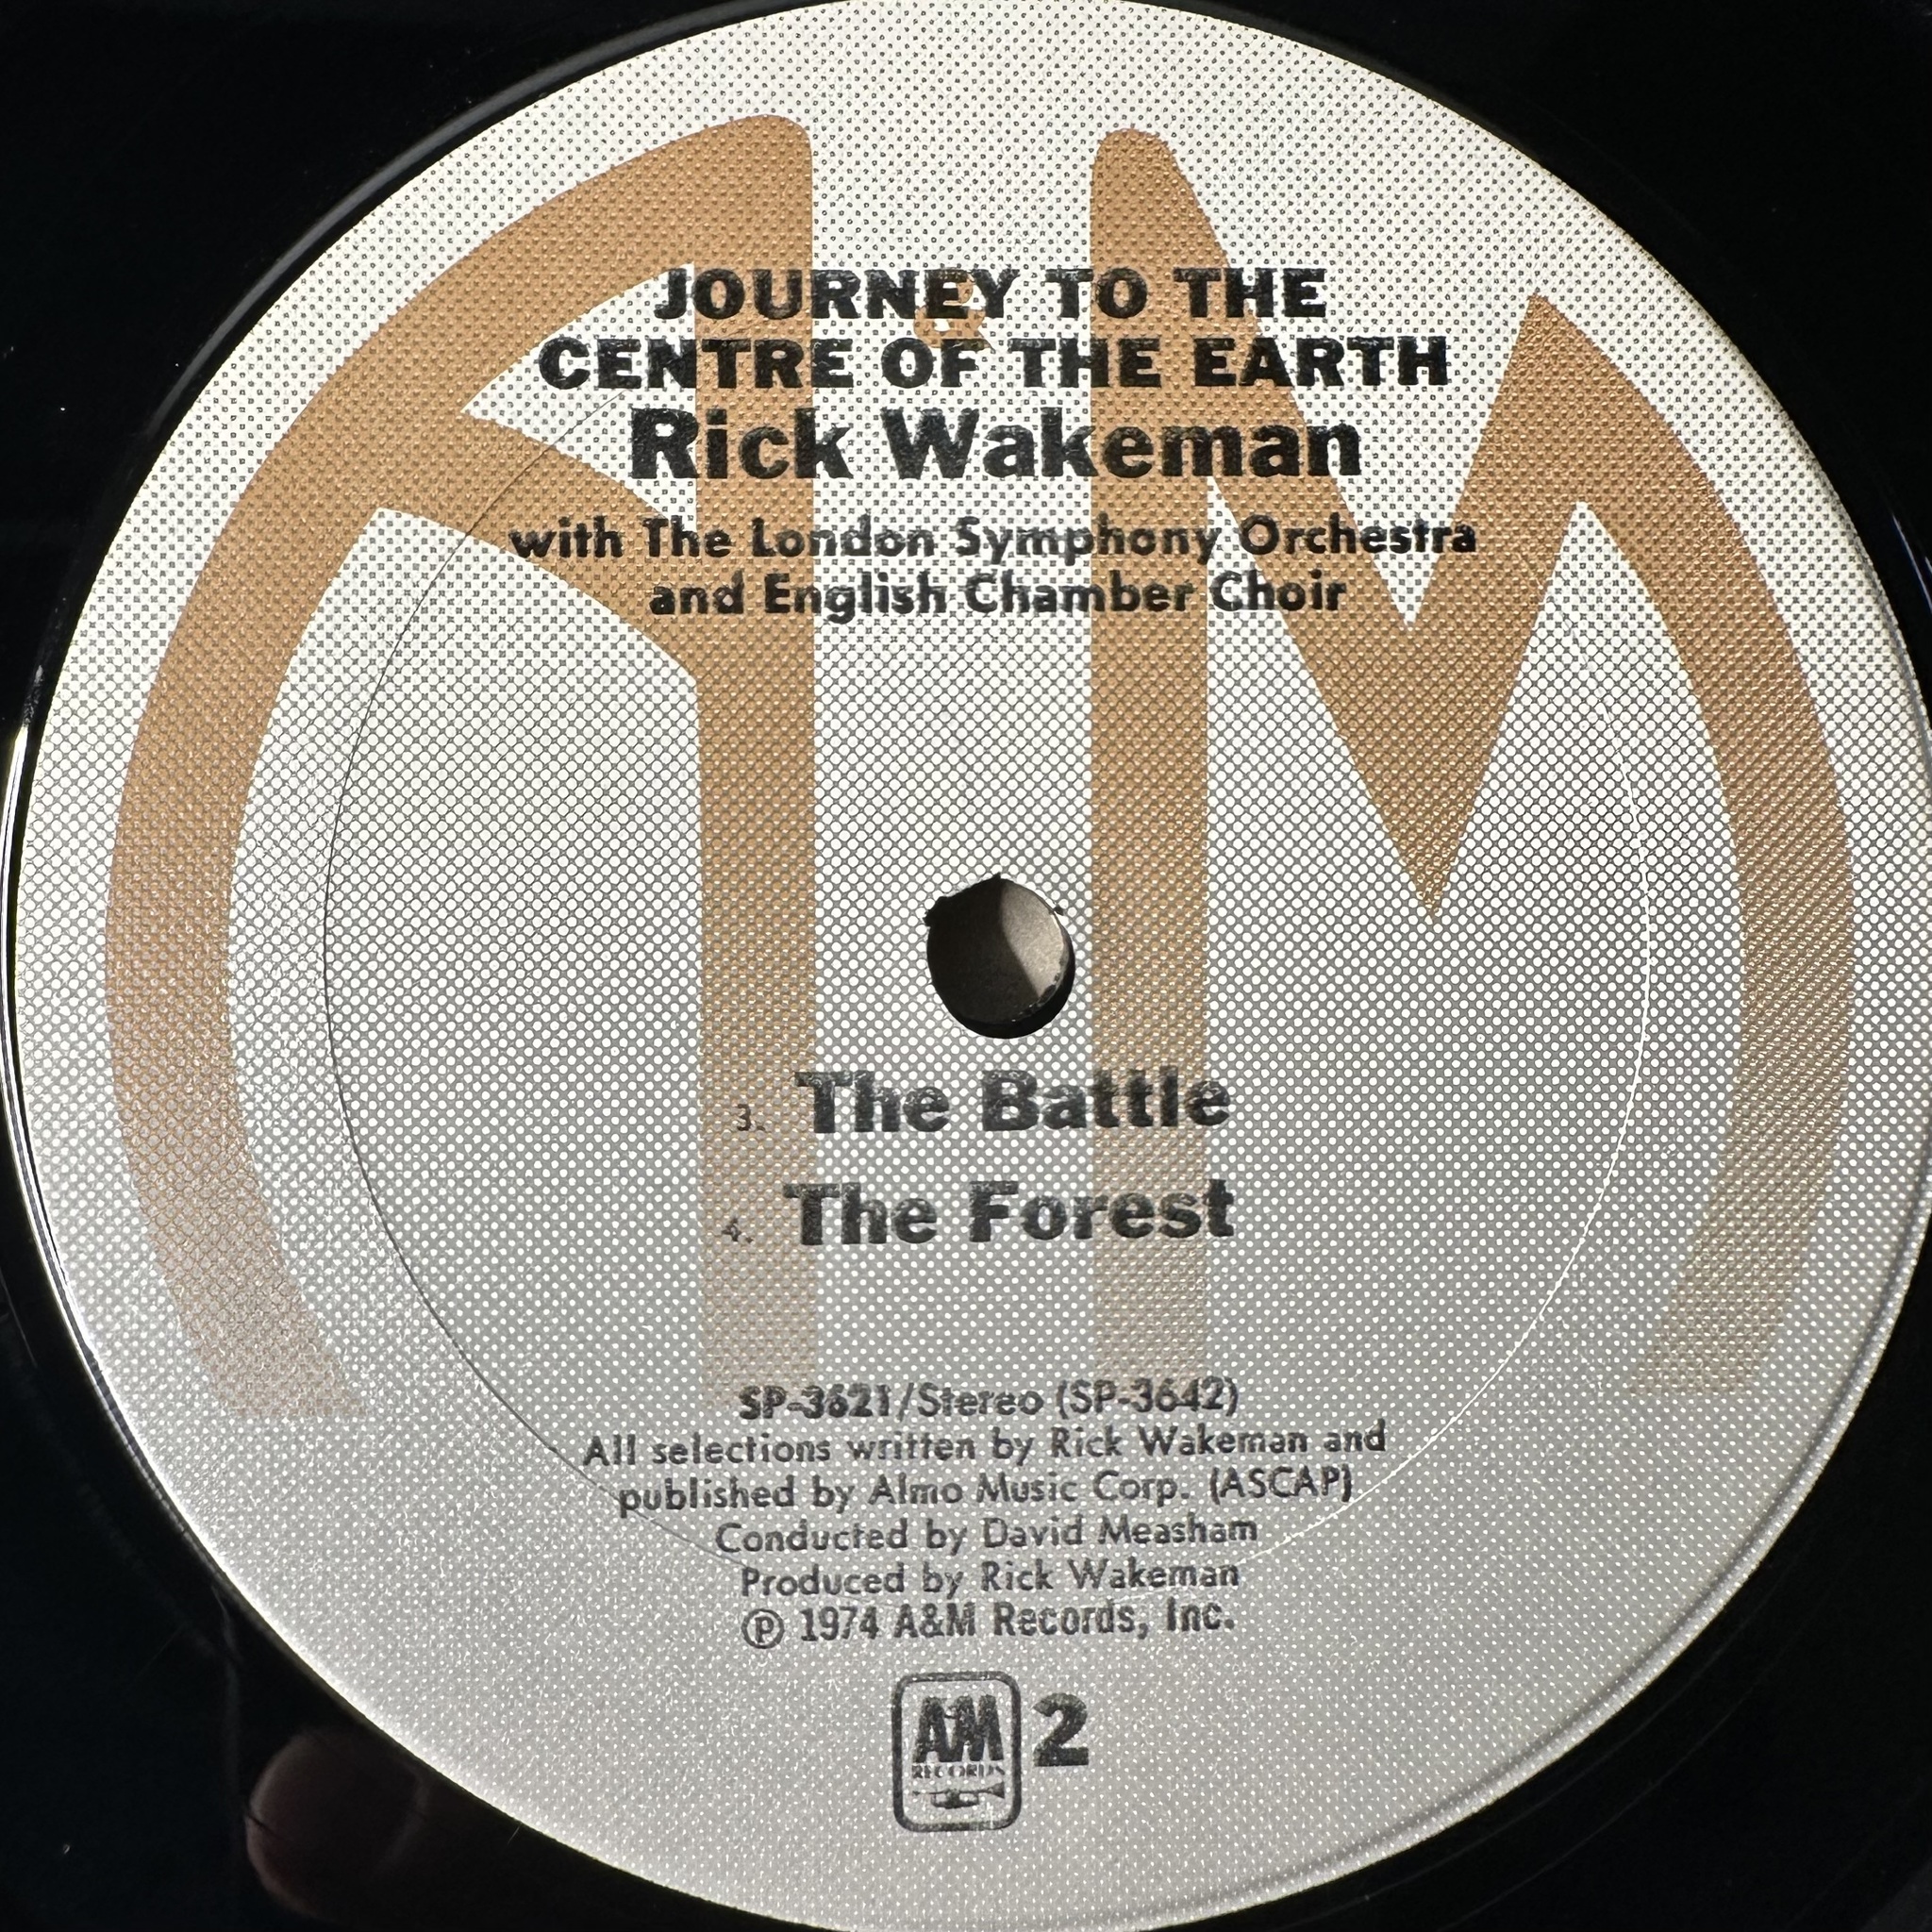 JOURNEY TO THE
CENTRE OF THE EARTH
Rick Wakeman
with The London Symphony Orchestra
and English Chamber Choir
3. The Battle
4. The Forest
SP-3621/Stereo (SP-3642)
All selections written by Rick Wakeman and
published by Almo Music Corp. (ASCAP)
Conducted by David Measham
Produced by Rick Wakeman
℗ 1974 A&M Records, Inc.
A&M 2
RECORDS